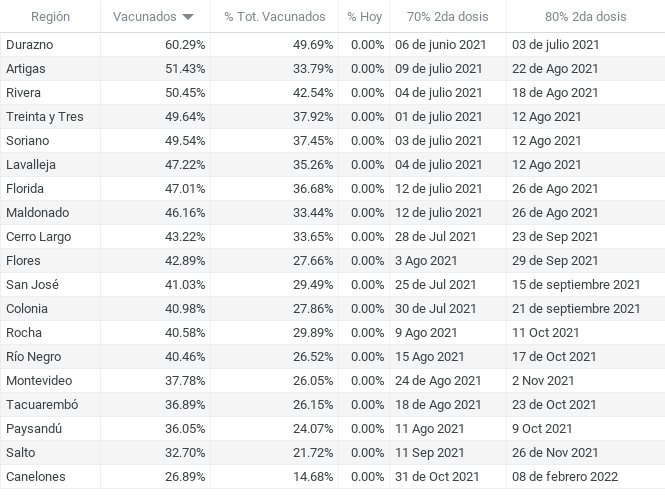 Región Vacunados % Tot. Vacunados % Hoy 70% 2da dosis 80% 2da dosis
Durazno 60.29% 49.69% 0.00% 06 de junio 2021 03 de julio 2021
Artigas 51.43% 33.79% 0.00% 09 de julio 2021 22 de Ago 2021
Rivera 50.45% 42.54% 0.00% 04 de julio 2021 18 de Ago 2021
Treinta y Tres 49.64% 37.92% 0.00% 01 de julio 2021 12 Ago 2021
Soriano 49.54% 37.45% 0.00% 03 de julio 2021 12 Ago 2021
Lavalleja 47.22% 35.26% 0.00% 04 de julio 2021 12 Ago 2021
Florida 47.01% 36.68% 0.00% 12 de julio 2021 26 de Ago 2021
Maldonado 46.16% 33.44% 0.00% 12 de julio 2021 26 de Ago 2021
Cerro Largo 43.22% 33.65% 0.00% 28 de Jul 2021 23 de Sep 2021
Flores 42.89% 27.66% 0.00% 3 Ago 2021 29 de Sep 2021
San José 41.03% 29.49% 0.00% 25 de Jul 2021 15 de septiembre 2021
Colonia 40.98% 27.86% 0.00% 30 de Jul 2021 21 de septiembre 2021
Rocha 40.58% 29.89% 0.00% 9 Ago 2021 11 Oct 2021
Río Negro 40.46% 26.52% 0.00% 15 Ago 2021 17 de Oct 2021
Montevideo 37.78% 26.05% 0.00% 24 de Ago 2021 2 Nov 2021
Tacuarembó 36.89% 26.15% 0.00% 18 de Ago 2021 23 de Oct 2021
Paysandú 36.05% 24.07% 0.00% 11 Ago 2021 9 Oct 2021
Salto 32.70% 21.72% 0.00% 11 Sep 2021 26 de Nov 2021
Canelones 26.89% 14.68% 0.00% 31 de Oct 2021 08 de febrero 2022